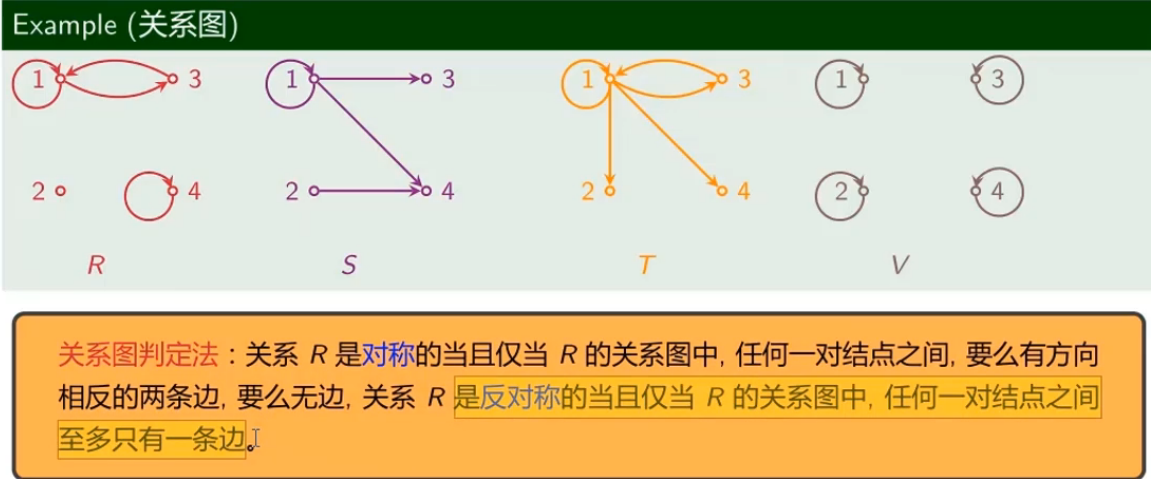 Example (关系图)
1 3 1 3 1 3 1 3
2 4 2 4 2 4 2 4
R S T V
关系图判定法：关系 R 是对称的当且仅当 R 的关系图中, 任何一对结点之间, 要么有方向
相反的两条边, 要么无边, 关系 R 是反对称的当且仅当 R 的关系图中, 任何一对结点之间
至多只有一条边。